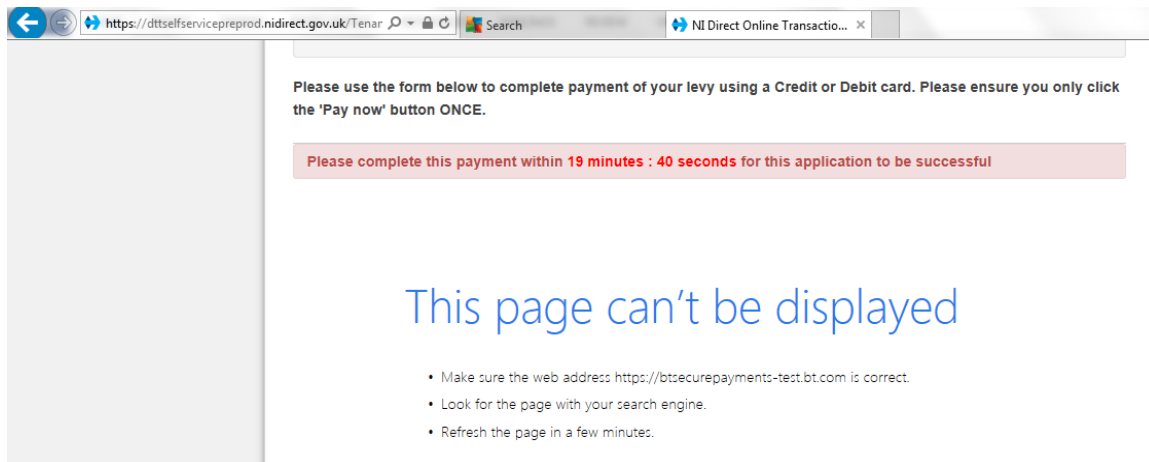 https://dttselfservicepreprod.nidirect.gov.uk/Tenar
Search
NI Direct Online Transactio...
Please use the form below to complete payment of your levy using a Credit or Debit card. Please ensure you only click
the 'Pay now' button ONCE.
Please complete this payment within 19 minutes : 40 seconds for this application to be successful
This page can't be displayed
• Make sure the web address https://btsecurepayments-test.bt.com is correct.
• Look for the page with your search engine.
• Refresh the page in a few minutes.